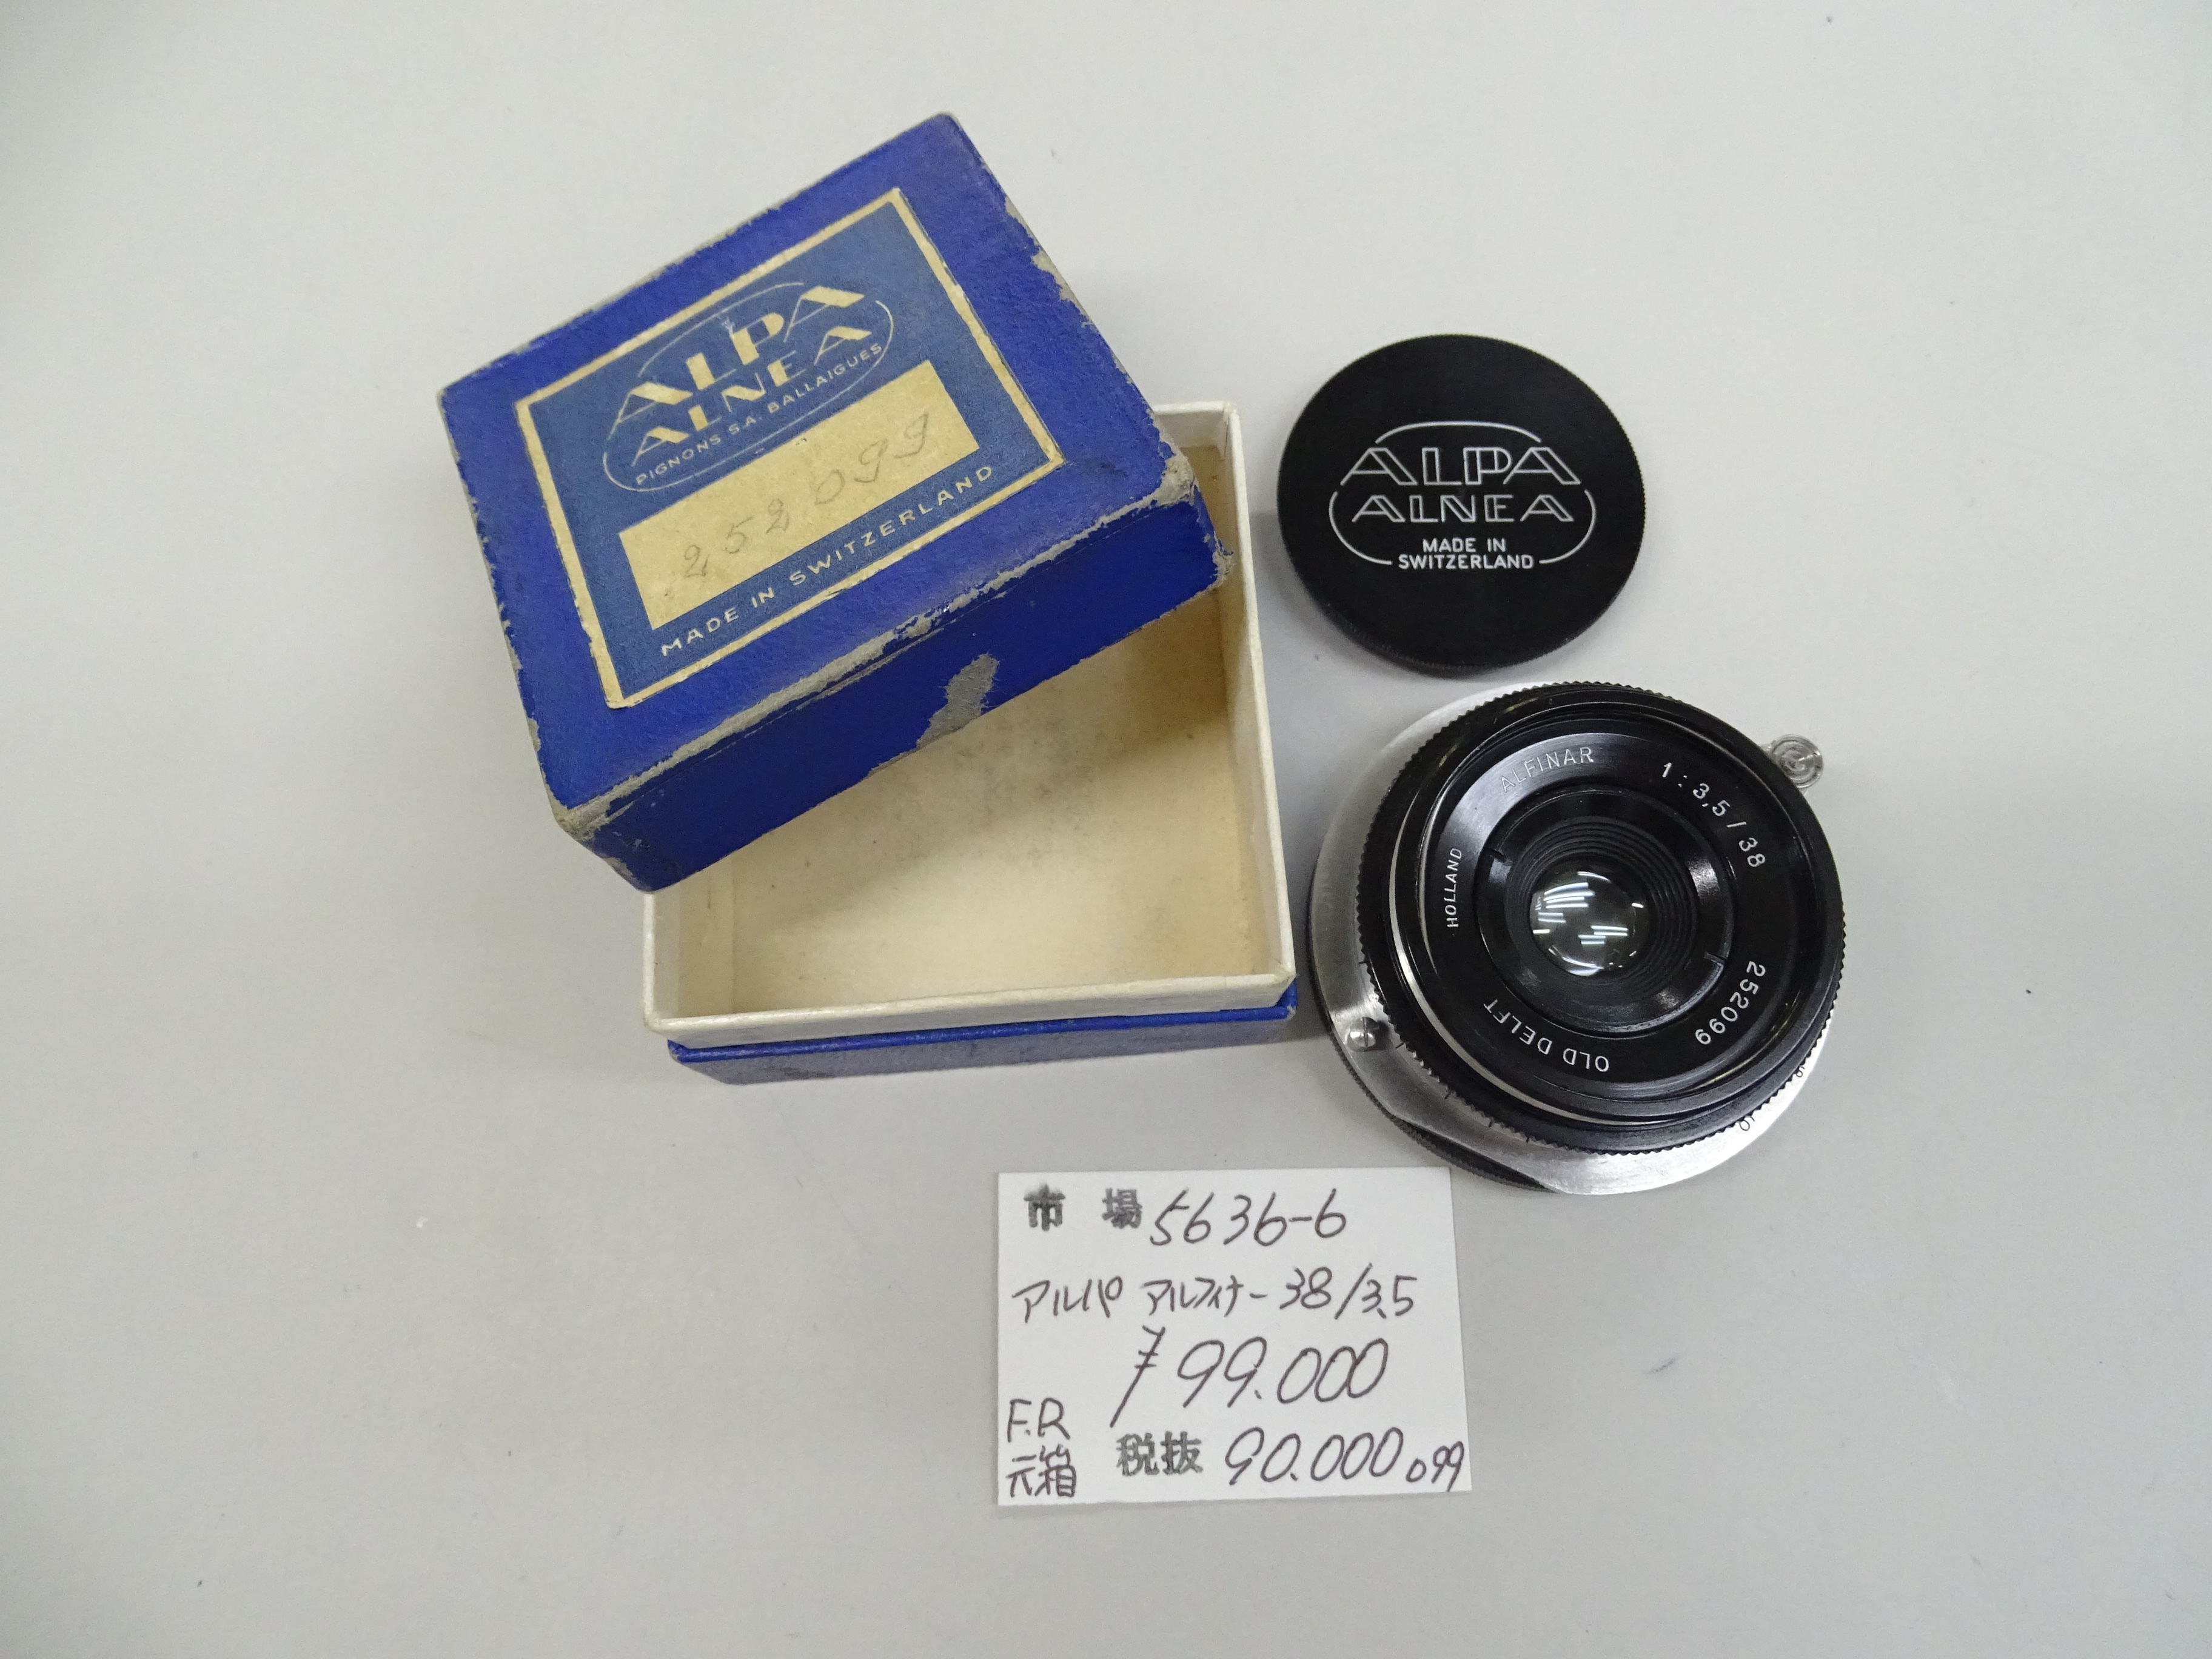 ALPA
ALNEA
PIGNONS S.A. BALLAIGUES
252099
MADE IN SWITZERLAND
ALPA
ALNEA
MADE IN
SWITZERLAND
ALFINAR 1:3,5/38
252099
OLD DELFT
HOLLAND
市場 5636-6
アルパ アルフィナー 38/3.5
¥99.000
F.R
元箱
税抜 90.000 099